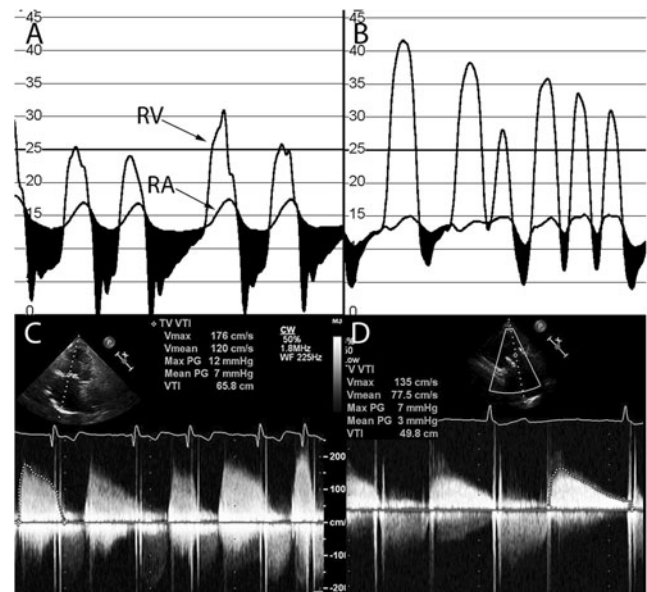 A
45
40
35
30
25
20
15
10
0
RV
RA
B
45
40
35
30
25
20
15
10
5
0
C
TV VTI
Vmax 176 cm/s
Vmean 120 cm/s
Max PG 12 mmHg
Mean PG 7 mmHg
VTI 65.8 cm
CW
50%
1.8MHz
WF 225Hz
200
cm/s
-100
-200
D
TV VTI
Vmax 135 cm/s
Vmean 77.5 cm/s
Max PG 7 mmHg
Mean PG 3 mmHg
VTI 49.8 cm